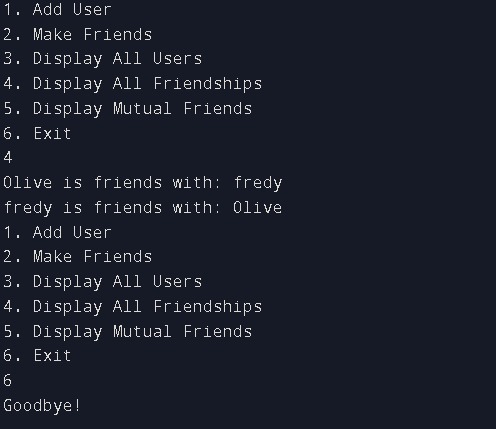 1. Add User
2. Make Friends
3. Display All Users
4. Display All Friendships
5. Display Mutual Friends
6. Exit
4
Olive is friends with: fredy
fredy is friends with: Olive
1. Add User
2. Make Friends
3. Display All Users
4. Display All Friendships
5. Display Mutual Friends
6. Exit
6
Goodbye!